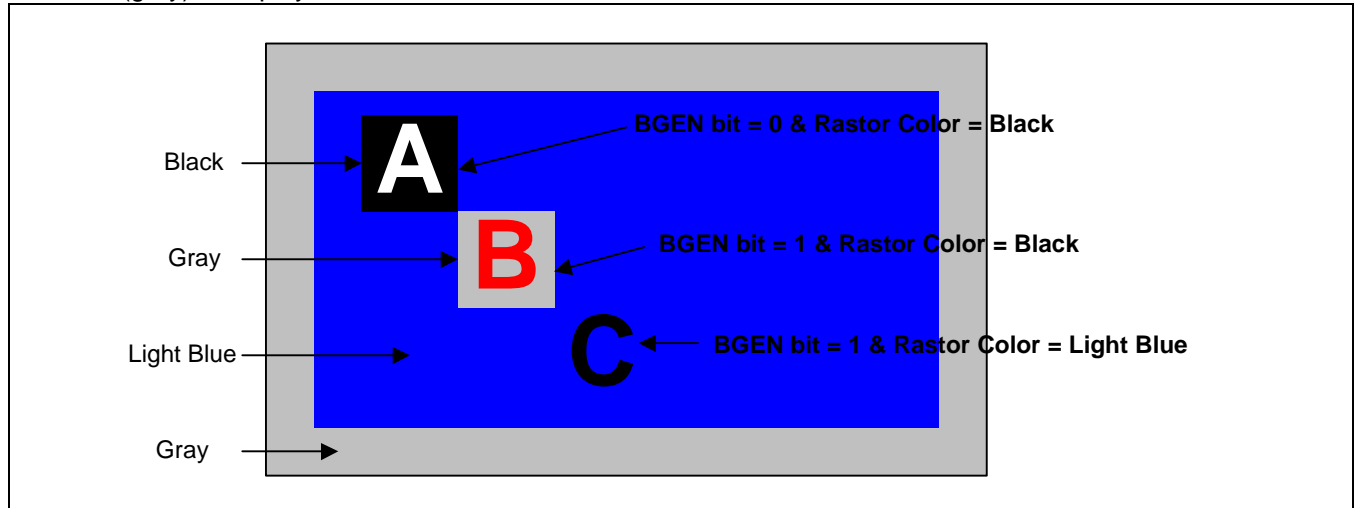 BGEN bit = 0 & Rastor Color = Black
Black
A
BGEN bit = 1 & Rastor Color = Black
Gray
B
Light Blue
C
BGEN bit = 1 & Rastor Color = Light Blue
Gray